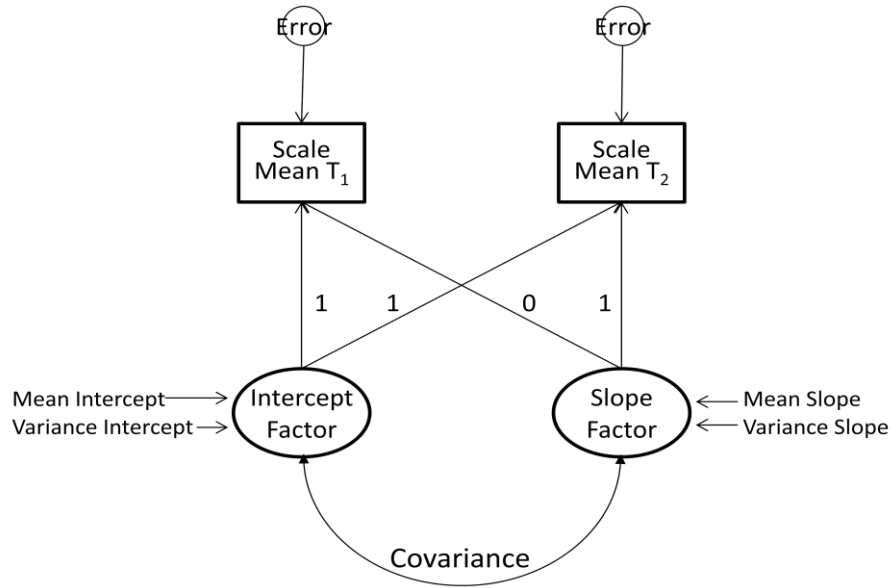 Error
Error
Scale
Mean T₁
Scale
Mean T₂
1
1
0
1
Mean Intercept
Variance Intercept
Intercept
Factor
Slope
Factor
Mean Slope
Variance Slope
Covariance